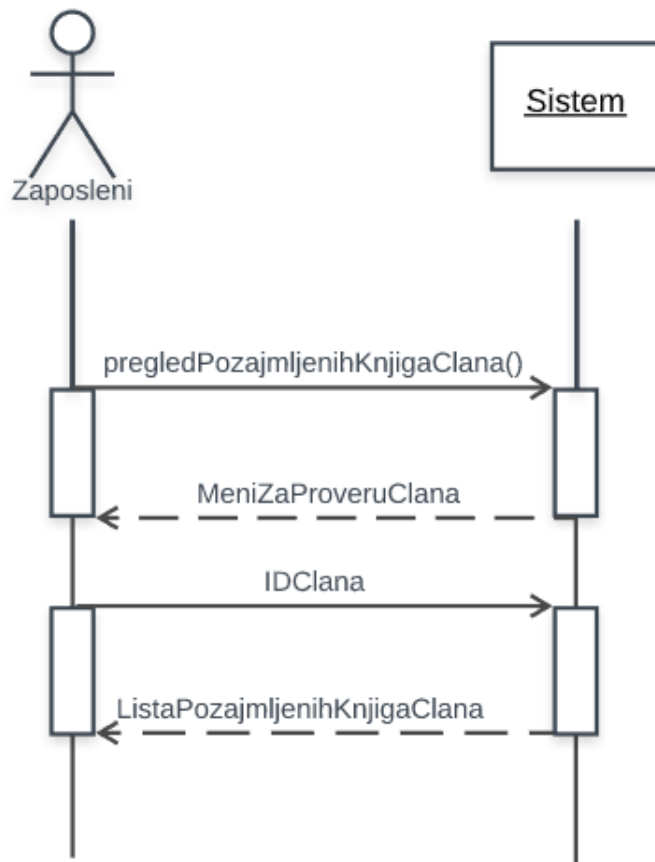 Zaposleni
Sistem
pregledPozajmljenihKnjigaClana()
MeniZaProveruClana
IDClana
ListaPozajmljenihKnjigaClana